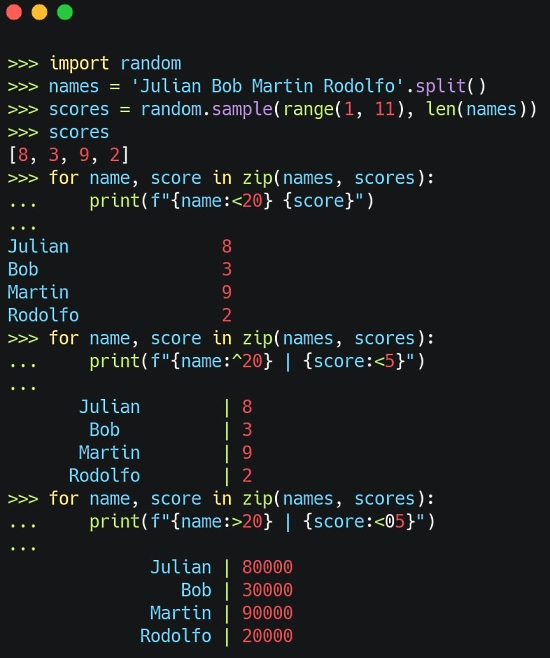 >>> import random
>>> names = 'Julian Bob Martin Rodolfo'.split()
>>> scores = random.sample(range(1, 11), len(names))
>>> scores
[8, 3, 9, 2]
>>> for name, score in zip(names, scores):
...     print(f"{name:<20} {score}")
...
Julian               8
Bob                  3
Martin               9
Rodolfo              2
>>> for name, score in zip(names, scores):
...     print(f"{name:^20} | {score:<5}")
...
       Julian        | 8
        Bob          | 3
       Martin        | 9
      Rodolfo        | 2
>>> for name, score in zip(names, scores):
...     print(f"{name:>20} | {score:<05}")
...
              Julian | 80000
                 Bob | 30000
              Martin | 90000
             Rodolfo | 20000